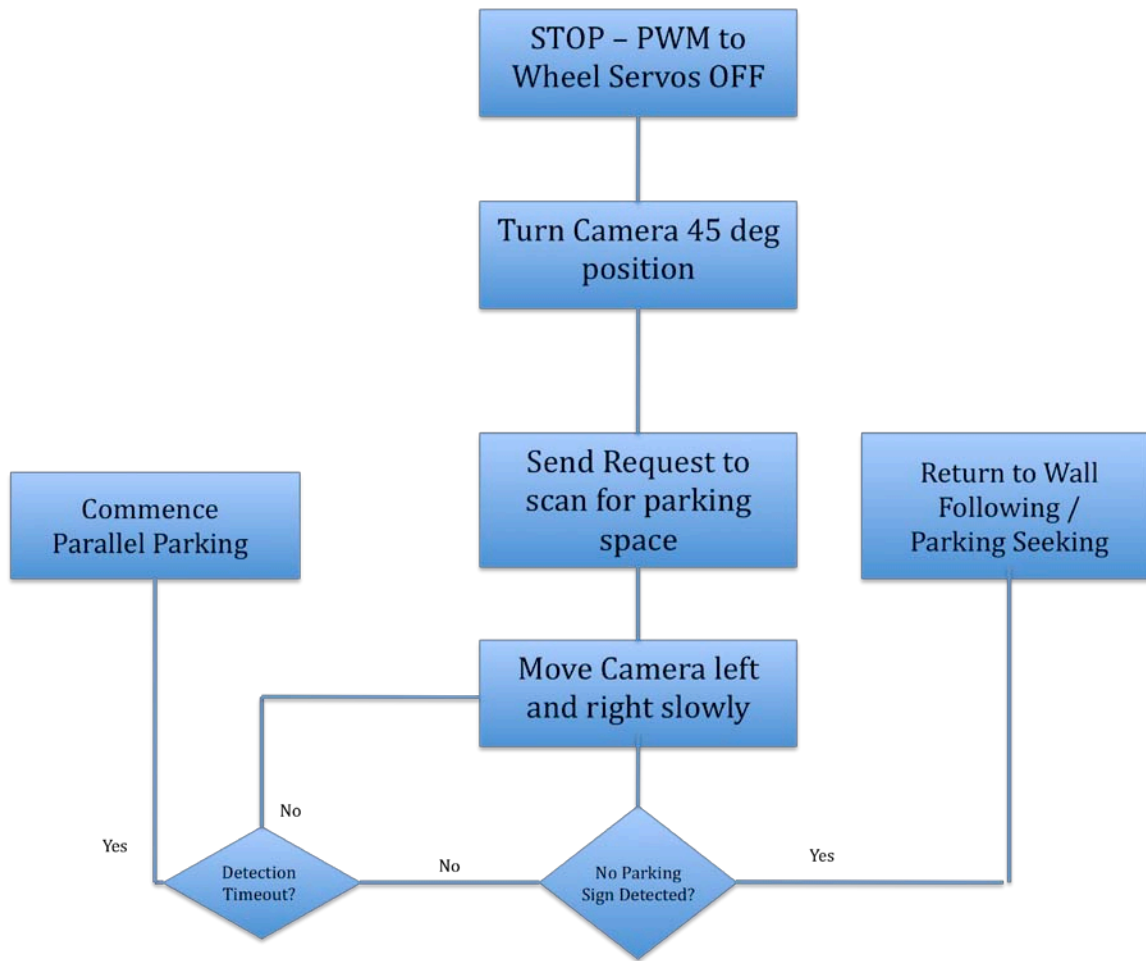 STOP – PWM to
Wheel Servos OFF
Turn Camera 45 deg
position
Send Request to
scan for parking
space
Return to Wall
Following /
Parking Seeking
Commence
Parallel Parking
Move Camera left
and right slowly
No
Yes
Detection
Timeout?
No
No Parking
Sign Detected?
Yes